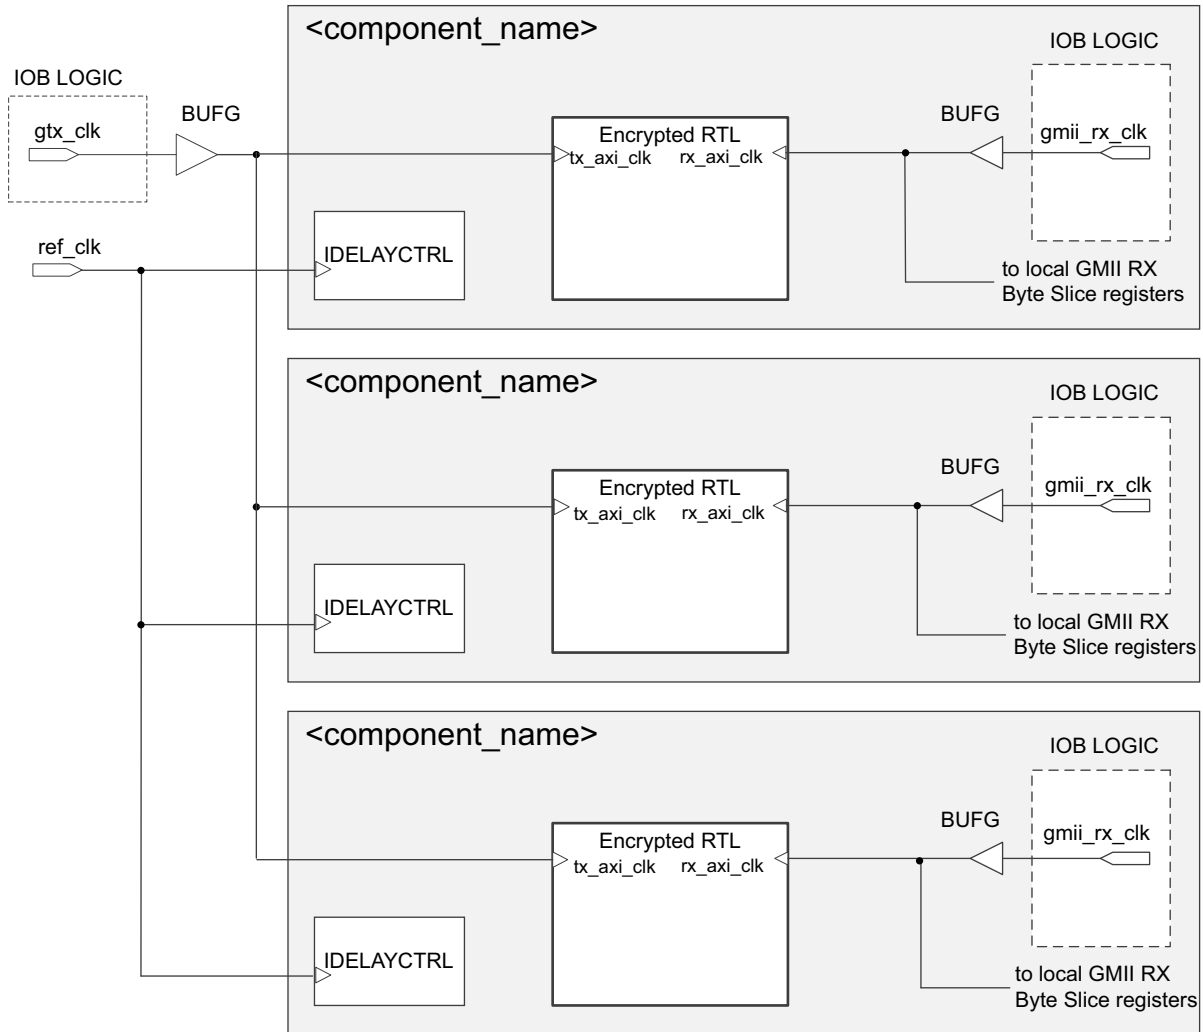 <component_name>
IOB LOGIC
IOB LOGIC
BUFG
BUFG
gtx_clk
Encrypted RTL
gmii_rx_clk
tx_axi_clk
rx_axi_clk
ref_clk
IDELAYCTRL
to local GMII RX
Byte Slice registers
<component_name>
IOB LOGIC
BUFG
Encrypted RTL
gmii_rx_clk
tx_axi_clk
rx_axi_clk
IDELAYCTRL
to local GMII RX
Byte Slice registers
<component_name>
IOB LOGIC
BUFG
Encrypted RTL
gmii_rx_clk
tx_axi_clk
rx_axi_clk
IDELAYCTRL
to local GMII RX
Byte Slice registers